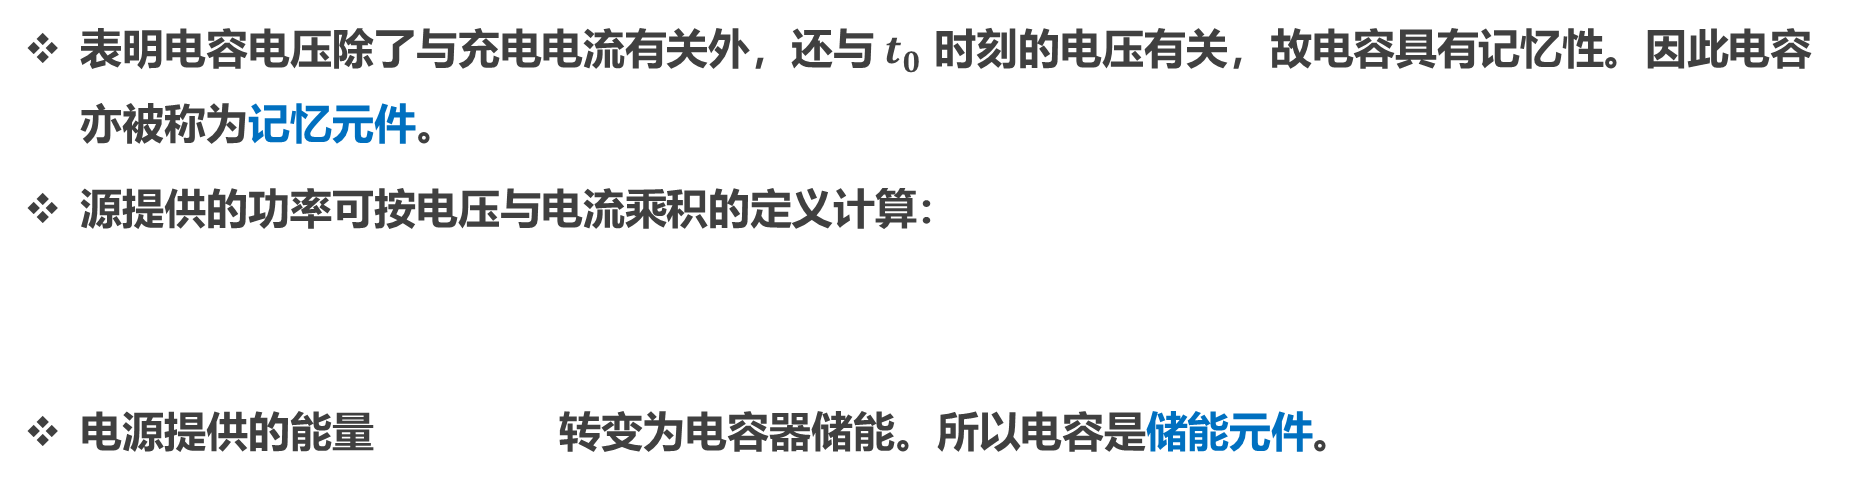 ❖ 表明电容电压除了与充电电流有关外，还与 t₀ 时刻的电压有关，故电容具有记忆性。因此电容
亦被称为记忆元件。
❖ 源提供的功率可按电压与电流乘积的定义计算：
❖ 电源提供的能量 转变为电容器储能。所以电容是储能元件。